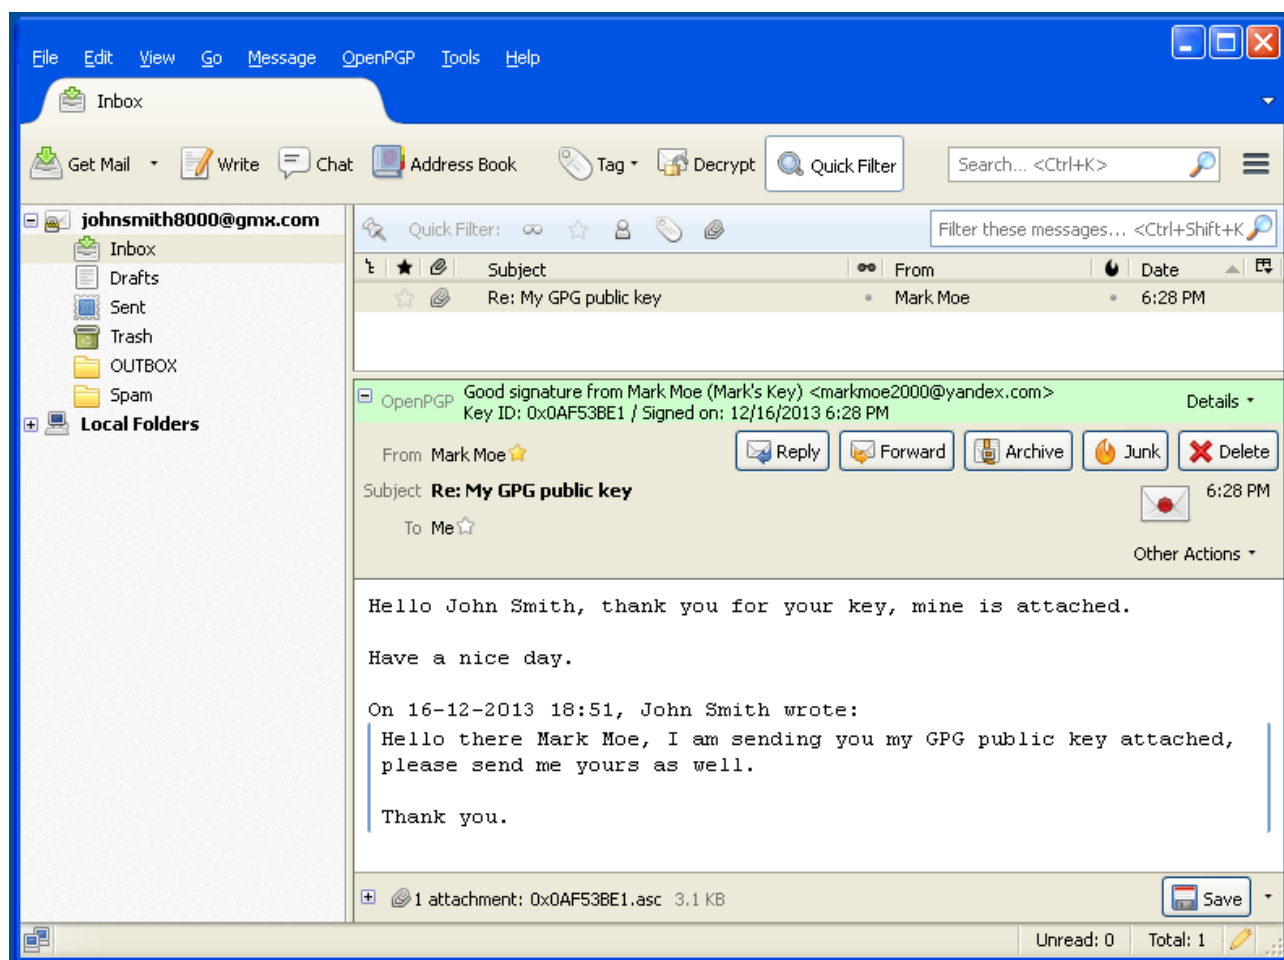 File Edit View Go Message OpenPGP Tools Help
Inbox
Get Mail Write Chat Address Book Tag Decrypt Quick Filter Search... <Ctrl+K>
johnsmith8000@gmx.com
Inbox
Drafts
Sent
Trash
OUTBOX
Spam
Local Folders
Quick Filter: Filter these messages... <Ctrl+Shift+K
Subject From Date
Re: My GPG public key Mark Moe 6:28 PM
OpenPGP Good signature from Mark Moe (Mark's Key) <markmoe2000@yandex.com>
Key ID: 0x0AF53BE1 / Signed on: 12/16/2013 6:28 PM
Details
From Mark Moe Reply Forward Archive Junk Delete
Subject Re: My GPG public key 6:28 PM
To Me
Other Actions
Hello John Smith, thank you for your key, mine is attached.
Have a nice day.
On 16-12-2013 18:51, John Smith wrote:
Hello there Mark Moe, I am sending you my GPG public key attached,
please send me yours as well.
Thank you.
1 attachment: 0x0AF53BE1.asc 3.1 KB Save
Unread: 0 Total: 1